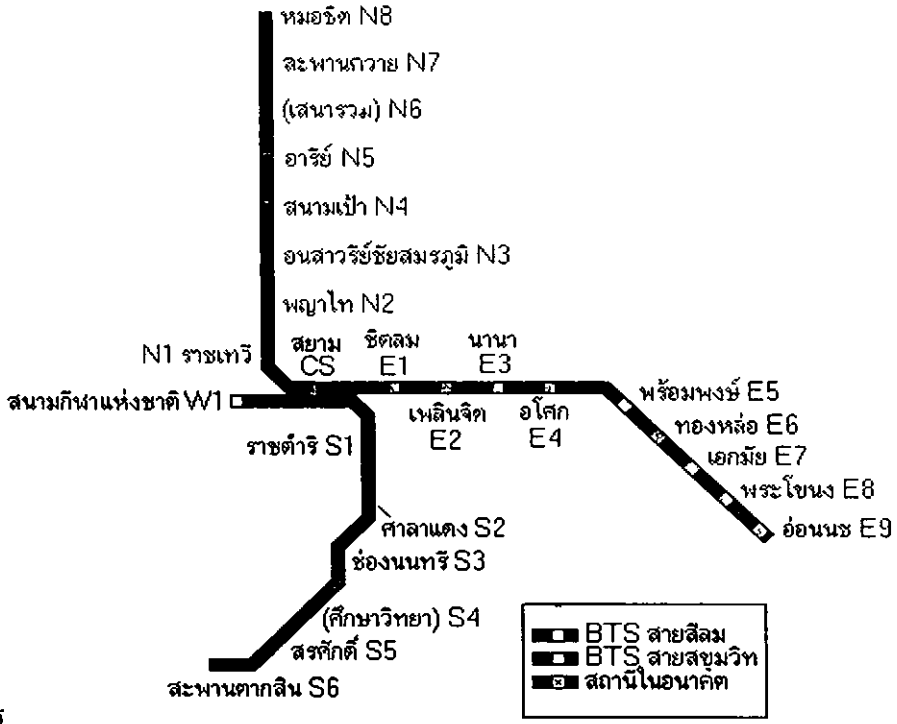 หมอชิต N8
สะพานควาย N7
(เสนารวม) N6
อารีย์ N5
สนามเป้า N4
อนสาวรีย์ชัยสมรภูมิ N3
พญาไท N2
N1 ราชเทวี
สยาม
CS
ชิดลม
E1
นานา
E3
สนามกีฬาแห่งชาติ W1
เพลินจิต
E2
อโศก
E4
พร้อมพงษ์ E5
ทองหล่อ E6
เอกมัย E7
พระโขนง E8
อ่อนนช E9
ราชดำริ S1
ศาลาแดง S2
ช่องนนทรี S3
(ศึกษาวิทยา) S4
สรศักดิ์ S5
สะพานตากสิน S6
BTS สายสีลม
BTS สายสขมวิท
สถานีในอนาคต